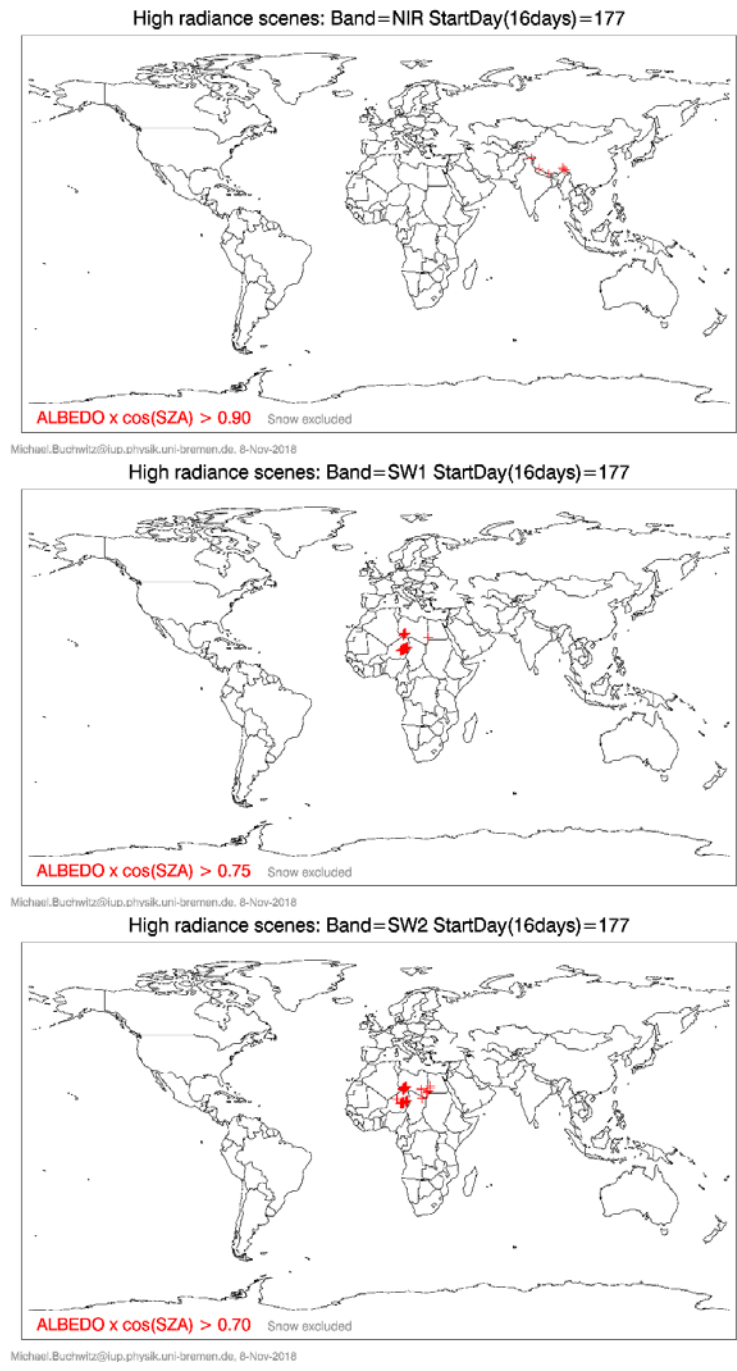 High radiance scenes: Band=NIR StartDay(16days)=177
ALBEDO x cos(SZA) > 0.90 Snow excluded
Michael.Buchwitz@iup.physik.uni-bremen.de, 8-Nov-2018
High radiance scenes: Band=SW1 StartDay(16days)=177
ALBEDO x cos(SZA) > 0.75 Snow excluded
Michael.Buchwitz@iup.physik.uni-bremen.de, 8-Nov-2018
High radiance scenes: Band=SW2 StartDay(16days)=177
ALBEDO x cos(SZA) > 0.70 Snow excluded
Michael.Buchwitz@iup.physik.uni-bremen.de, 8-Nov-2018